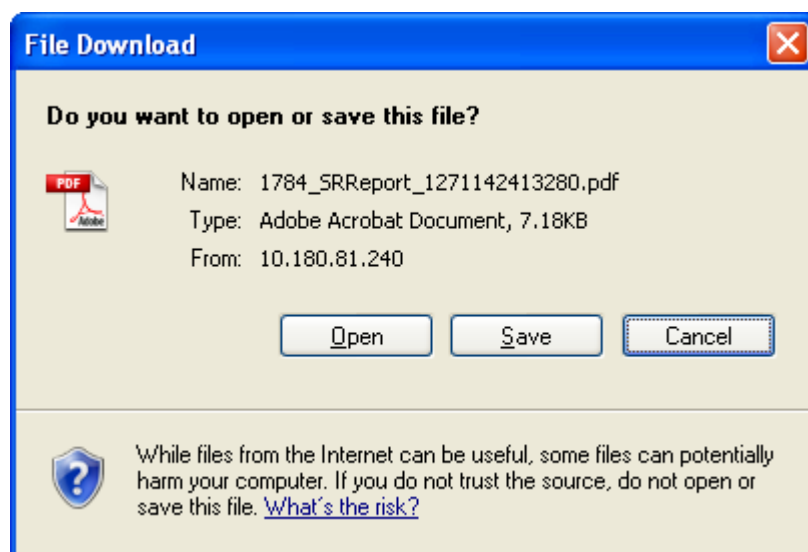 File Download
Do you want to open or save this file?
PDF
Adobe
Name: 1784_SRReport_1271142413280.pdf
Type: Adobe Acrobat Document, 7.18KB
From: 10.180.81.240
Open Save Cancel
While files from the Internet can be useful, some files can potentially
harm your computer. If you do not trust the source, do not open or
save this file. What's the risk?